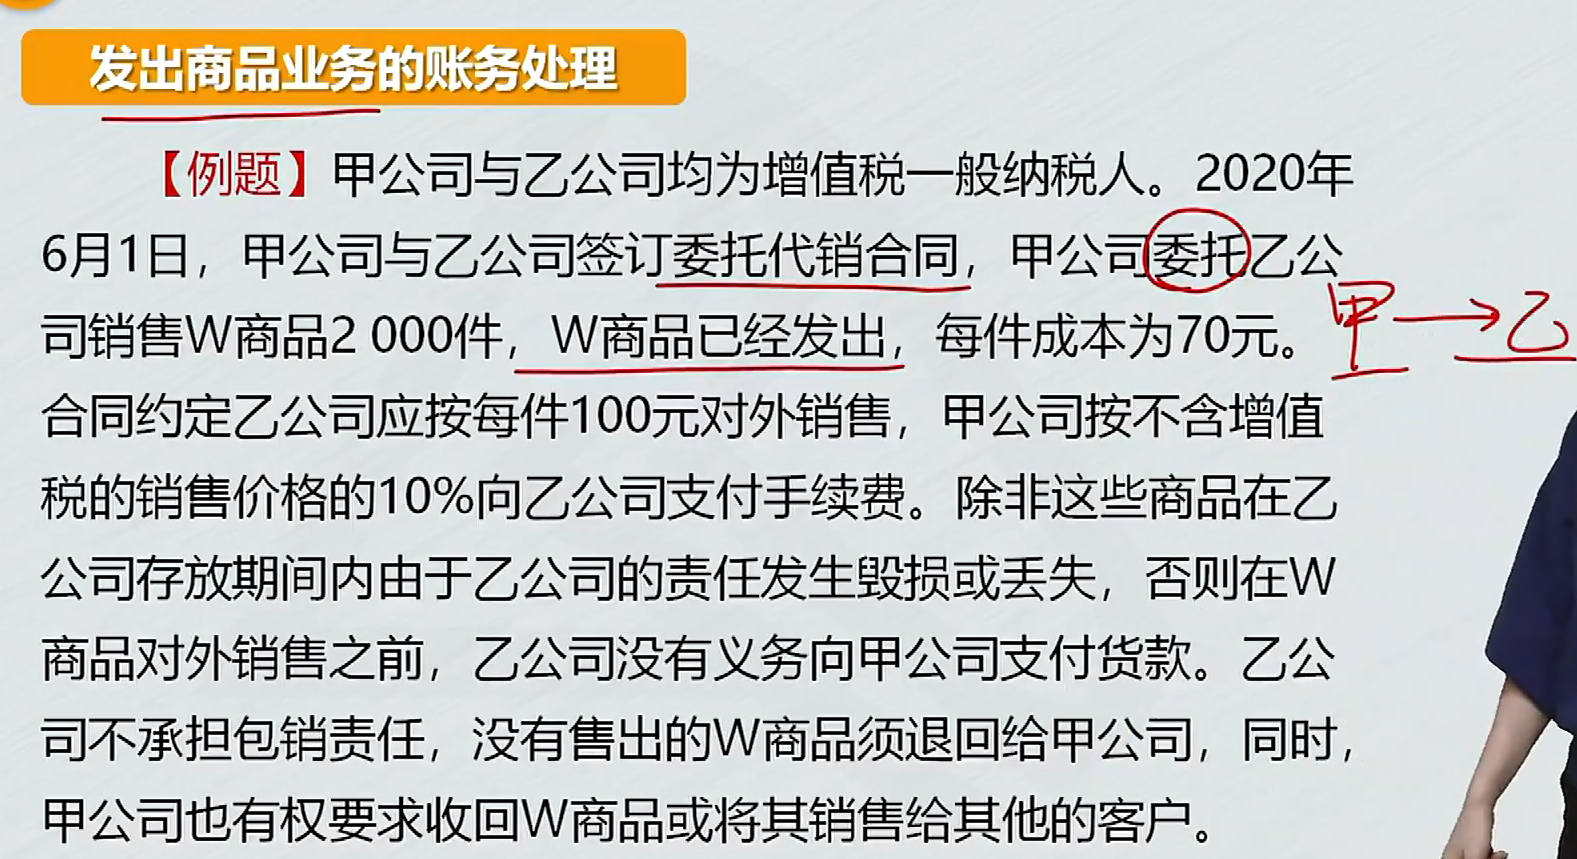 发出商品业务的账务处理
【例题】甲公司与乙公司均为增值税一般纳税人。2020年
6月1日，甲公司与乙公司签订委托代销合同，甲公司委托乙公
司销售W商品2 000件，W商品已经发出，每件成本为70元。
甲→乙
合同约定乙公司应按每件100元对外销售，甲公司按不含增值
税的销售价格的10%向乙公司支付手续费。除非这些商品在乙
公司存放期间内由于乙公司的责任发生毁损或丢失，否则在W
商品对外销售之前，乙公司没有义务向甲公司支付货款。乙公
司不承担包销责任，没有售出的W商品须退回给甲公司，同时，
甲公司也有权要求收回W商品或将其销售给其他的客户。